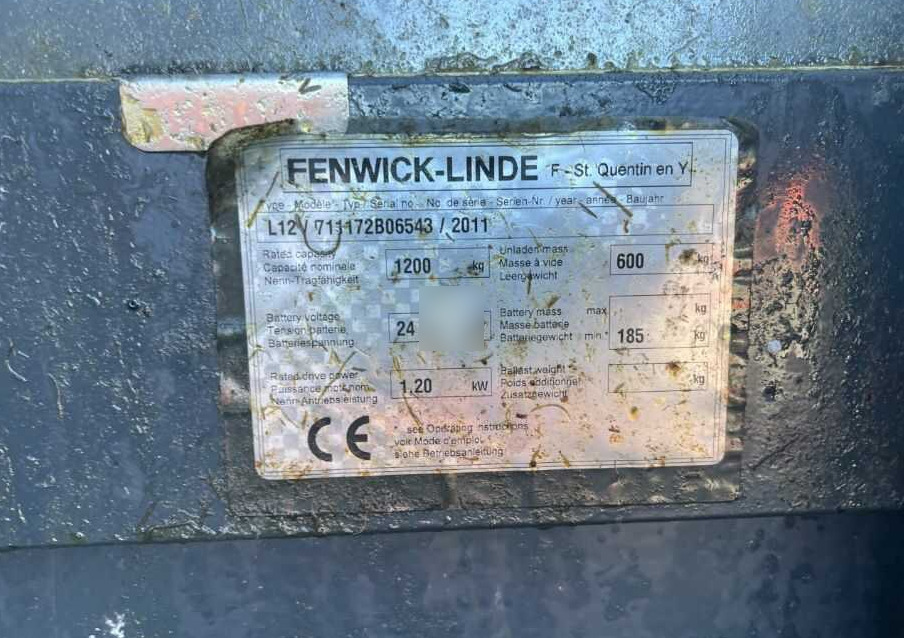 FENWICK-LINDE F - St. Quentin en Y.
Type - Modèle - Typ / Serial no. - No. de série - Serien-Nr. / year - année - Baujahr
L12 / 711172B06543 / 2011
Rated capacity
Capacité nominale
Nenn-Tragfähigkeit
1200 kg
Unladen mass
Masse à vide
Leergewicht
600 kg
Battery voltage
Tension batterie
Batteriespannung
24
Battery mass max kg
Masse batterie
Batteriegewicht min. 185 kg
Rated drive power
Puissance mot. nom.
Nenn-Antriebsleistung
1.20 kW
Ballast weight
Poids additionnel
Zusatzgewicht
kg
CE
* see Operating instructions
voir Mode d'emploi
siehe Betriebsanleitung